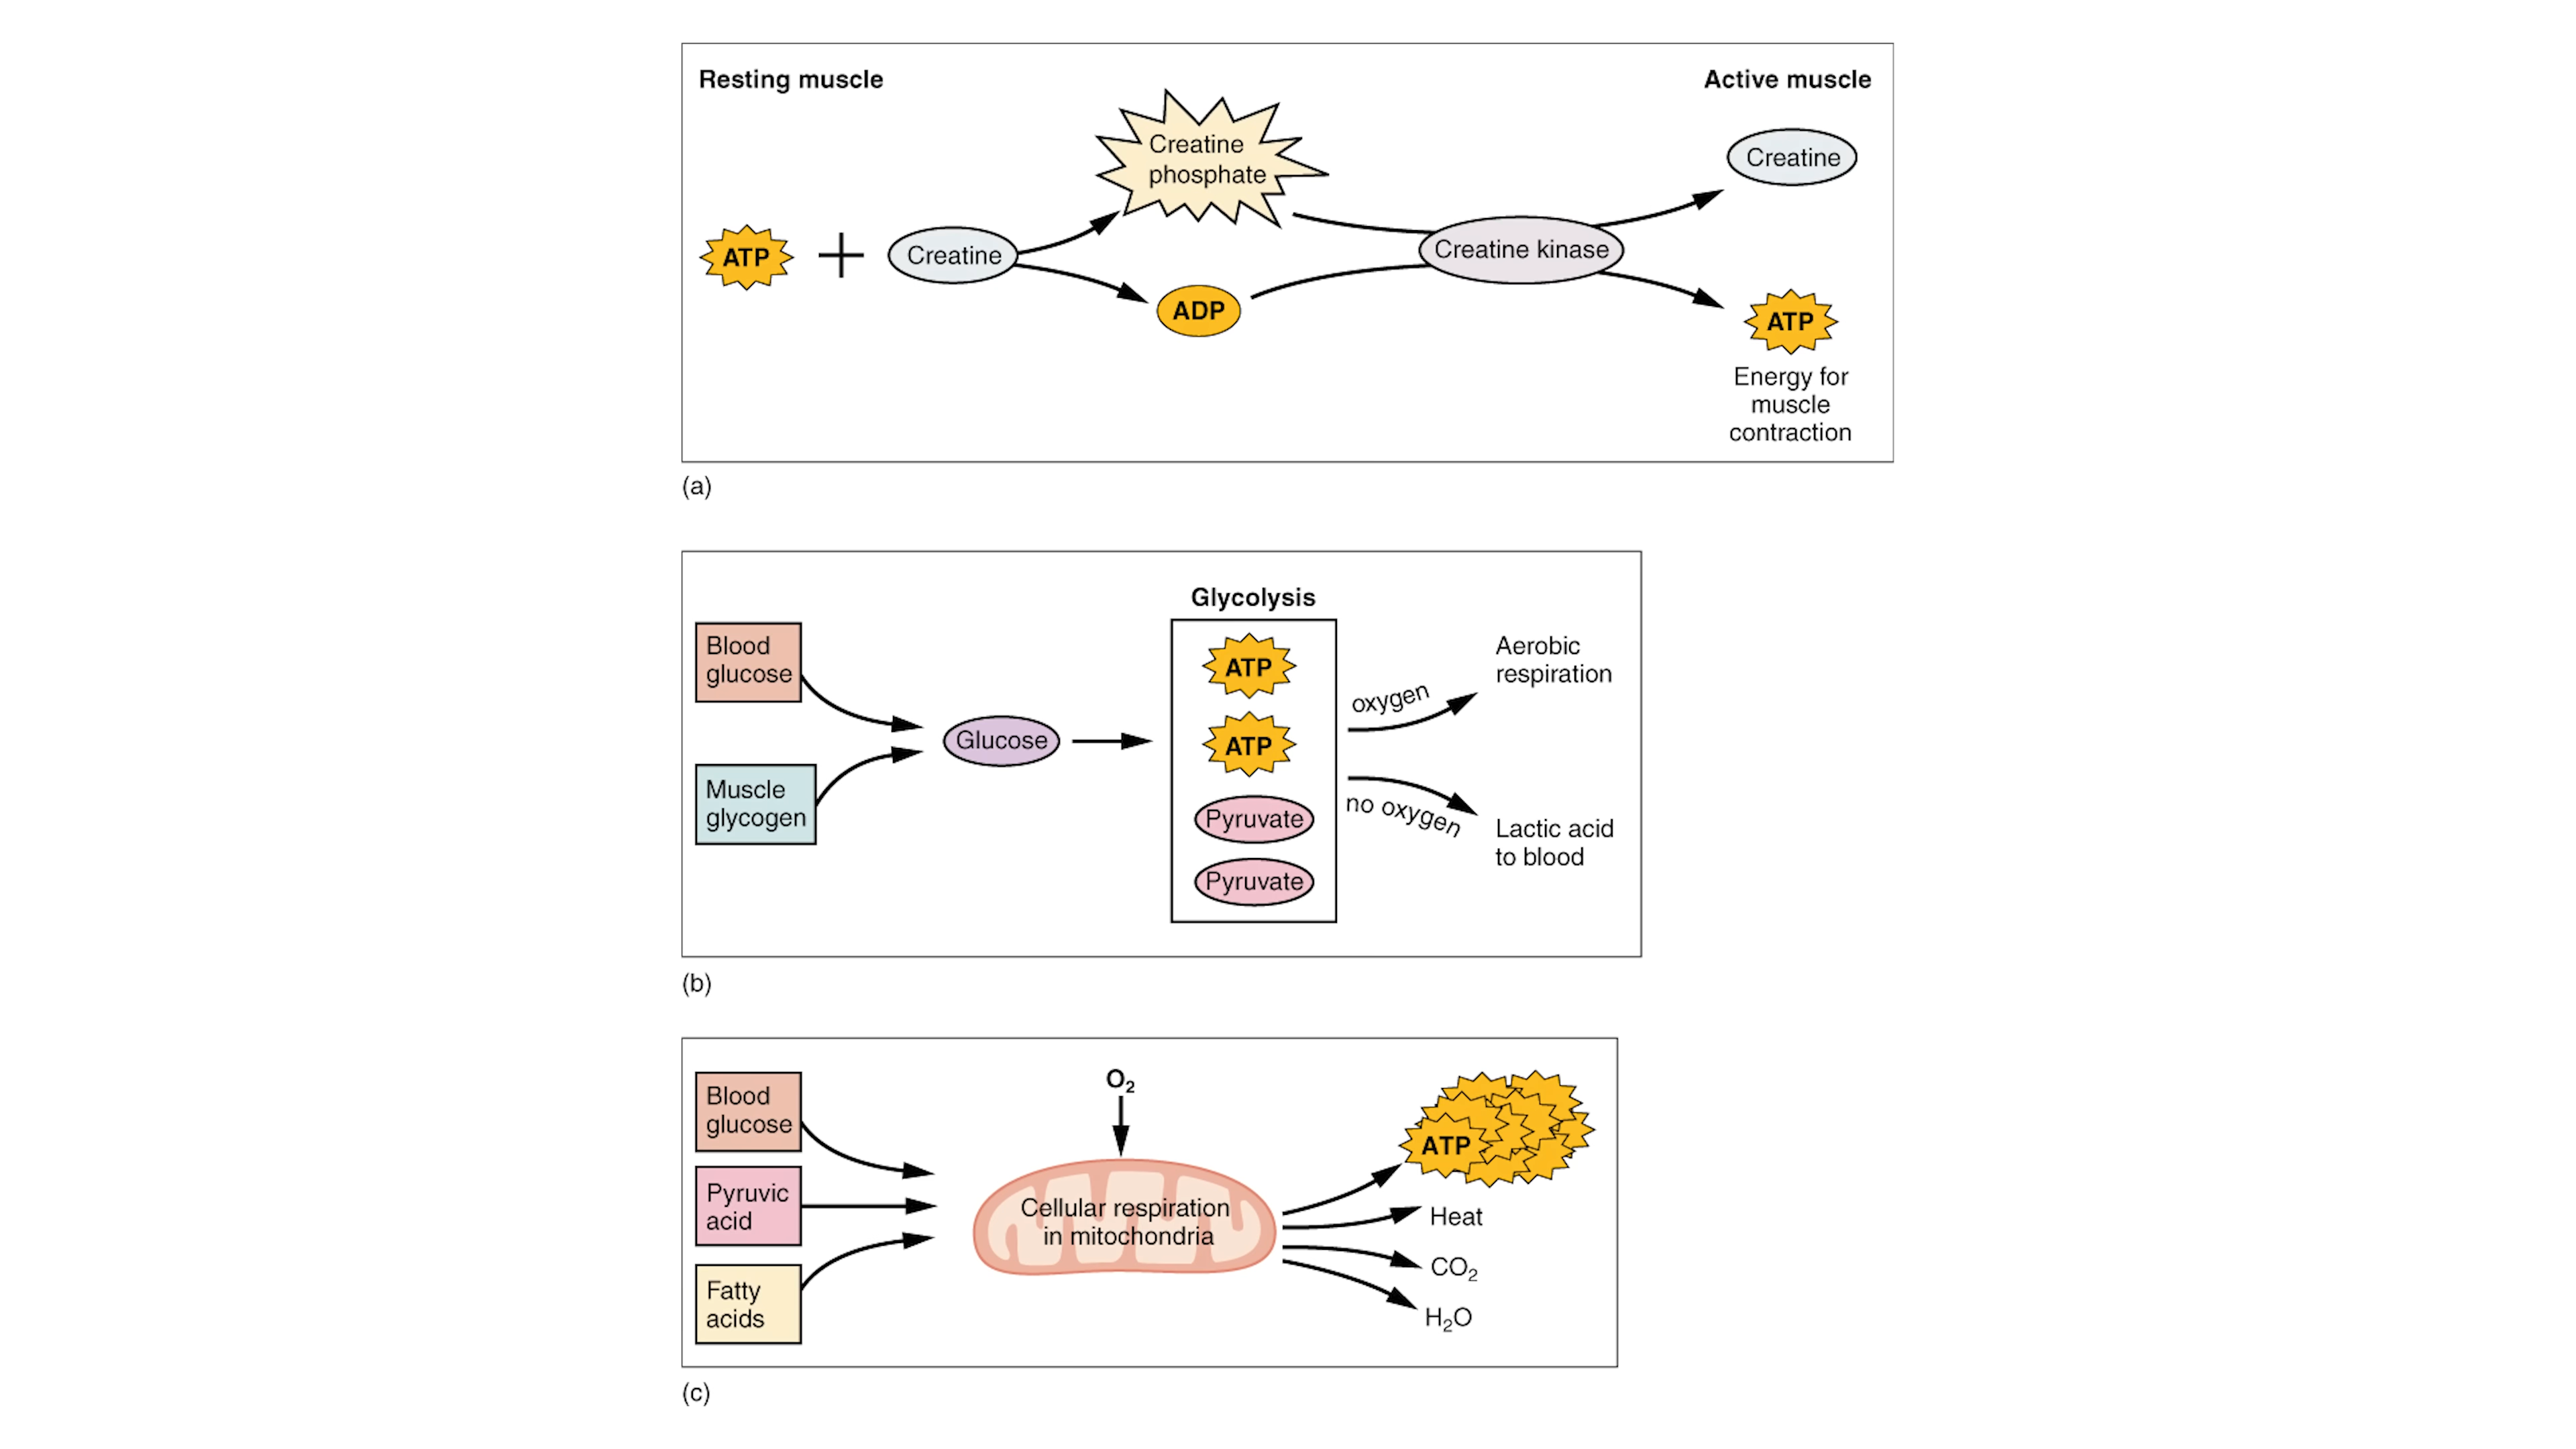 Resting muscle
Active muscle
Creatine
phosphate
Creatine
ATP
+
Creatine
Creatine kinase
ADP
ATP
Energy for
muscle
contraction
(a)
Glycolysis
Blood
glucose
Muscle
glycogen
Glucose
ATP
ATP
Pyruvate
Pyruvate
oxygen
Aerobic
respiration
no oxygen
Lactic acid
to blood
(b)
Blood
glucose
Pyruvic
acid
Fatty
acids
O₂
Cellular respiration
in mitochondria
ATP
Heat
CO₂
H₂O
(c)